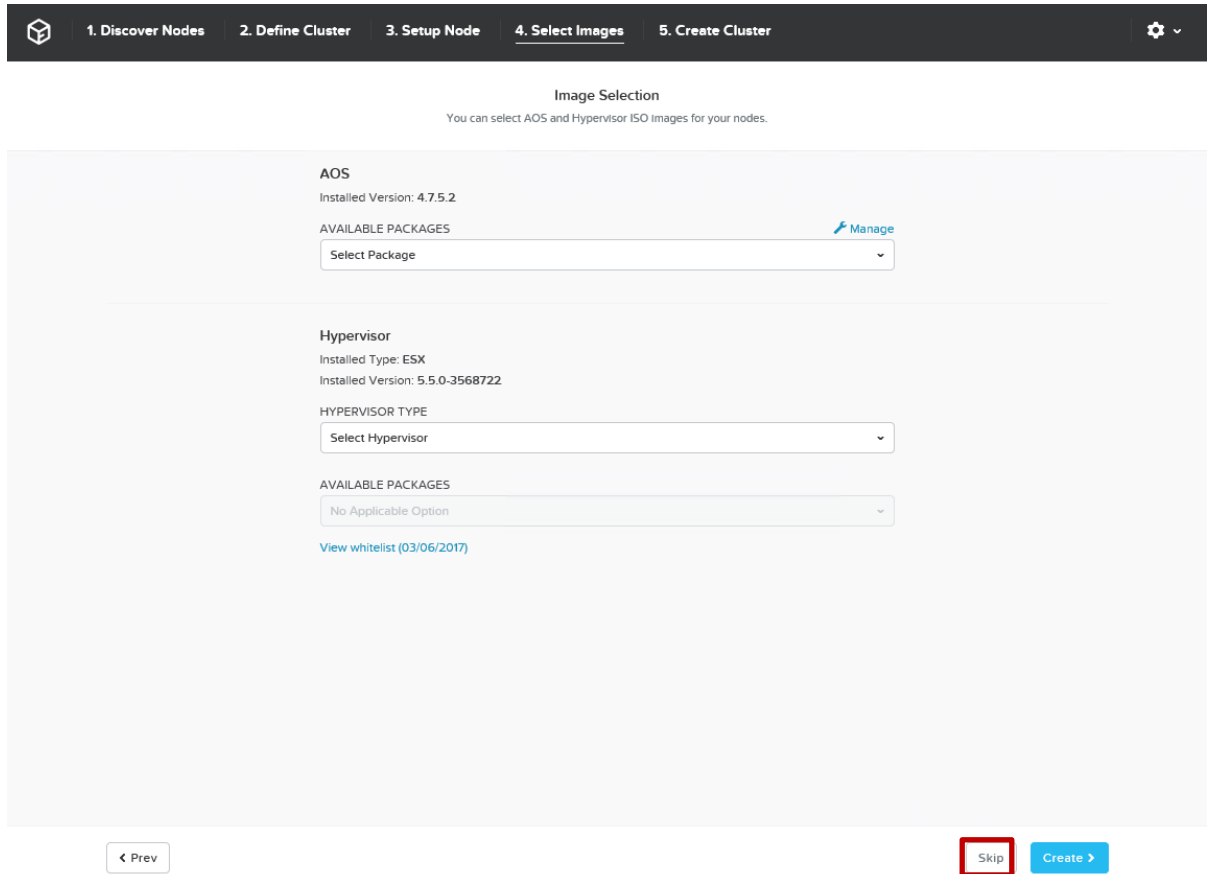 1. Discover Nodes 2. Define Cluster 3. Setup Node 4. Select Images 5. Create Cluster
Image Selection
You can select AOS and Hypervisor ISO images for your nodes.
AOS
Installed Version: 4.7.5.2
AVAILABLE PACKAGES Manage
Select Package
Hypervisor
Installed Type: ESX
Installed Version: 5.5.0-3568722
HYPERVISOR TYPE
Select Hypervisor
AVAILABLE PACKAGES
No Applicable Option
View whitelist (03/06/2017)
Prev Skip Create